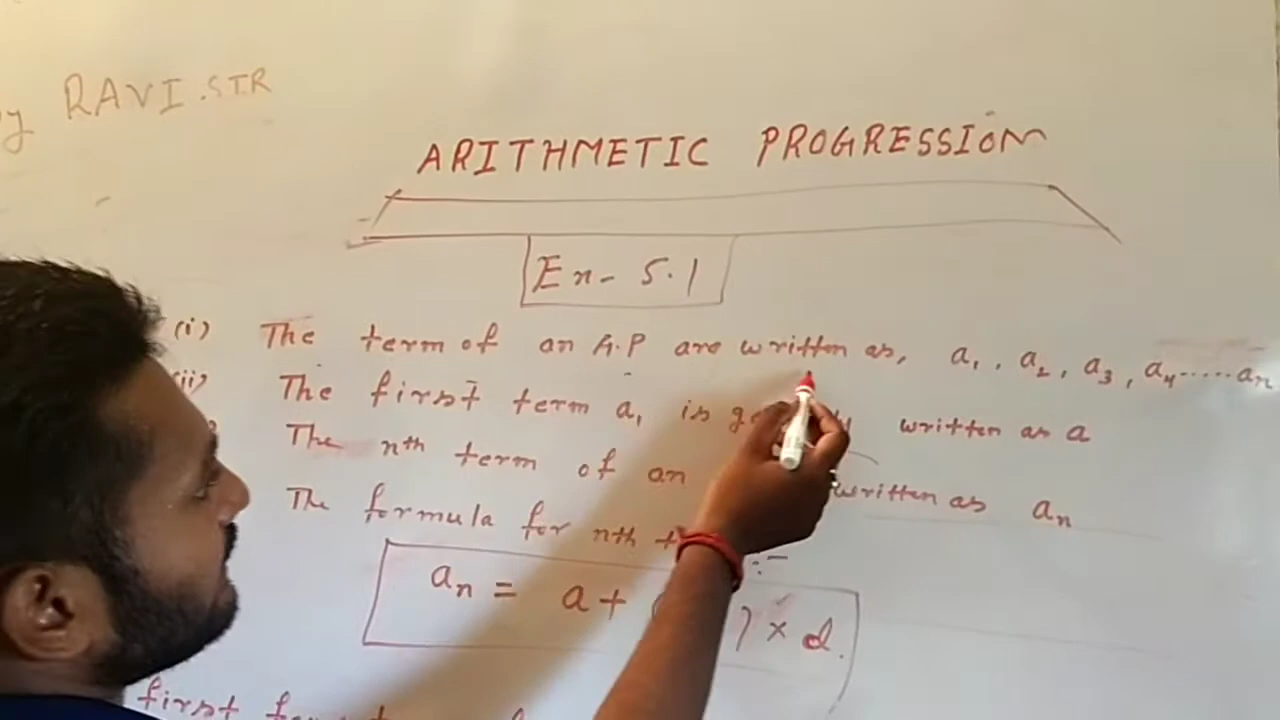 by RAVI.SIR
ARITHMETIC PROGRESSION
Ex- 5.1
(i) The term of an A.P are written as, a₁, a₂, a₃, a₄.....aₙ
(ii) The first term a₁ is written as a
The nth term of an written as aₙ
The formula for nth :-
aₙ = a + ( ) × d.
first